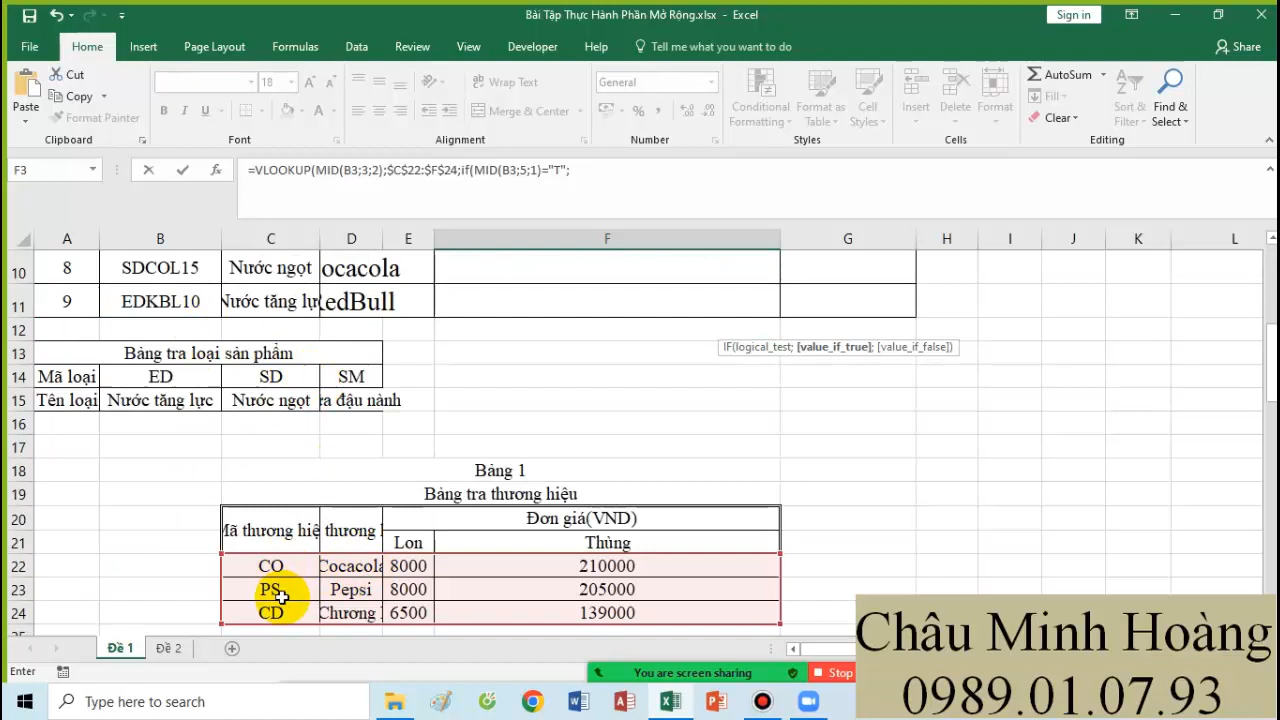 Bài Tập Thực Hành Phần Mở Rộng.xlsx - Excel
Sign in
File Home Insert Page Layout Formulas Data Review View Developer Help Tell me what you want to do Share
Paste Cut Copy Format Painter
18
Wrap Text
Merge & Center
General
Conditional Formatting
Format as Table
Cell Styles
Insert Delete Format
AutoSum
Fill
Clear
Find & Select
Clipboard Font Alignment Number Styles Cells Editing
F3
=VLOOKUP(MID(B3;3;2);$C$22:$F$24;if(MID(B3;5;1)="T";
A B C D E F G H I J K L
10 8 SDCOL15 Nước ngọt ocacola
11 9 EDKBL10 Nước tăng lự RedBull
12
13 Bảng tra loại sản phẩm
IF(logical_test; [value_if_true]; [value_if_false])
14 Mã loại ED SD SM
15 Tên loại Nước tăng lực Nước ngọt ra đậu nành
16
17
18 Bảng 1
19 Bảng tra thương hiệu
20 Mã thương hiệ thương Đơn giá(VND)
21 Lon Thùng
22 CO Cocacola 8000 210000
23 PS Pepsi 8000 205000
24 CD Chương 6500 139000
Đề 1 Đề 2
Enter
You are screen sharing
Stop
Type here to search
Châu Minh Hoàng
0989.01.07.93